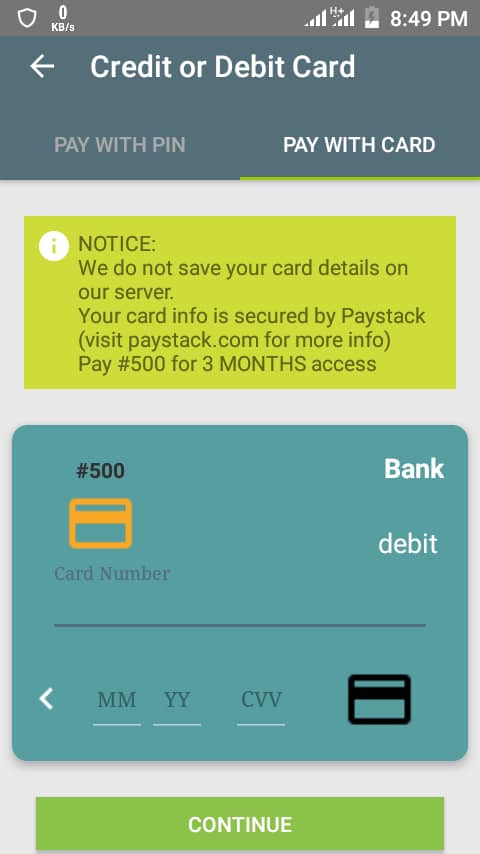 0
KB/s
H+
8:49 PM
Credit or Debit Card
PAY WITH PIN
PAY WITH CARD
NOTICE:
We do not save your card details on
our server.
Your card info is secured by Paystack
(visit paystack.com for more info)
Pay #500 for 3 MONTHS access
#500
Bank
debit
Card Number
MM
YY
CVV
CONTINUE